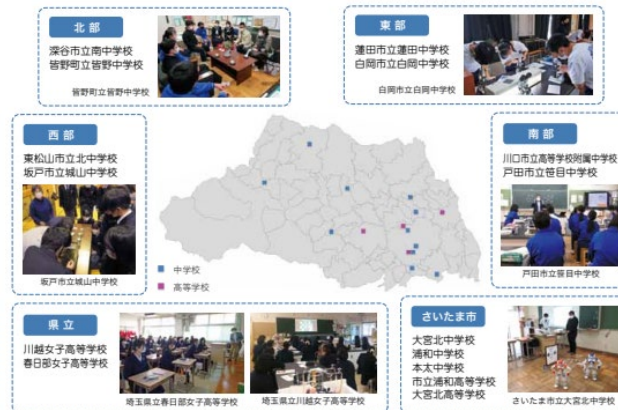 北部
深谷市立南中学校
皆野町立皆野中学校
皆野町立皆野中学校
東部
蓮田市立蓮田中学校
白岡市立白岡中学校
白岡市立白岡中学校
西部
東松山市立北中学校
坂戸市立城山中学校
坂戸市立城山中学校
南部
川口市立高等学校附属中学校
戸田市立笹目中学校
戸田市立笹目中学校
中学校
高等学校
県立
川越女子高等学校
春日部女子高等学校
埼玉県立春日部女子高等学校
埼玉県立川越女子高等学校
さいたま市
大宮北中学校
浦和中学校
本太中学校
市立浦和高等学校
大宮北高等学校
さいたま市立大宮北中学校